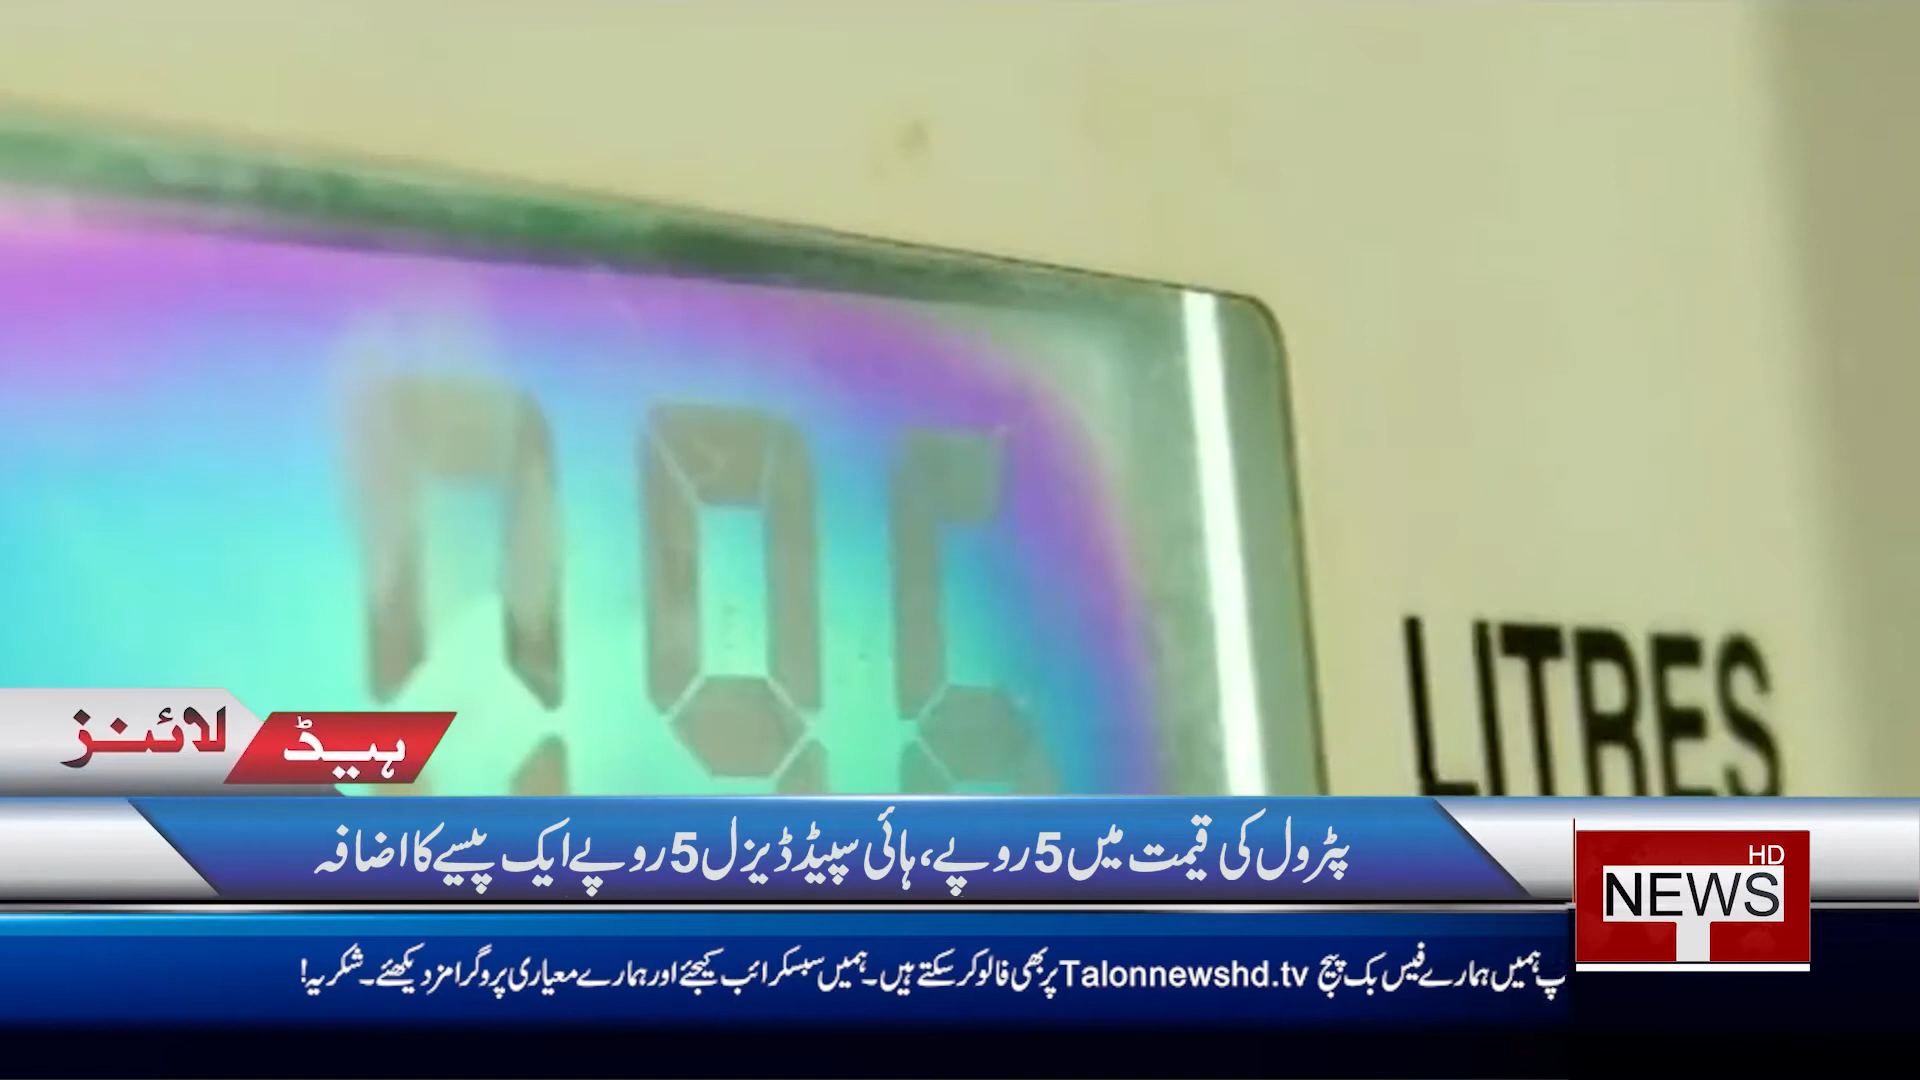 LITRES
ہیڈ لائنز
پٹرول کی قیمت میں 5 روپے، ہائی سپیڈ ڈیزل 5 روپے ایک پیسے کا اضافہ
HD
NEWS
T
پ ہمیں ہمارے فیس بک پیج Talonnewshd.tv پر بھی فالو کر سکتے ہیں۔ ہمیں سبسکرائب کیجئے اور ہمارے معیاری پروگرامز دیکھئے۔ شکریہ!